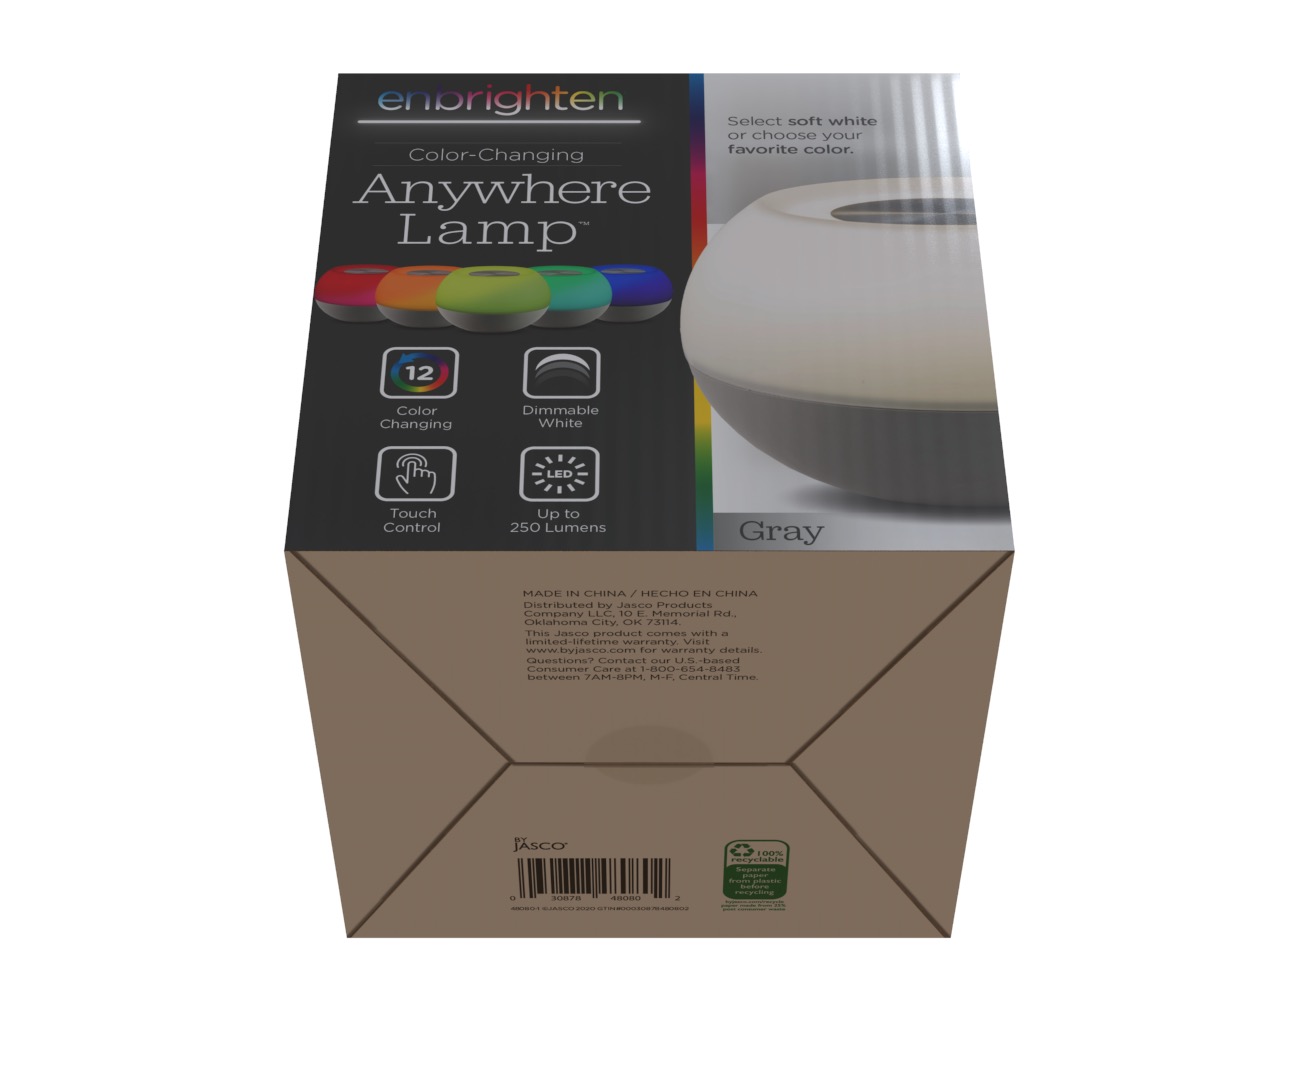 enbrighten
Color-Changing
Anywhere
Lamp™
12
Color
Changing
Dimmable
White
Touch
Control
LED
Up to
250 Lumens
Select soft white
or choose your
favorite color.
Gray
MADE IN CHINA / HECHO EN CHINA
Distributed by Jasco Products
Company LLC, 10 E. Memorial Rd.,
Oklahoma City, OK 73114.
This Jasco product comes with a
limited-lifetime warranty. Visit
www.byjasco.com for warranty details.
Questions? Contact our U.S.-based
Consumer Care at 1-800-654-8483
between 7AM-8PM, M-F, Central Time.
BY
JASCO
0 30878 48080 2
100%
recyclable
Separate
paper
from plastic
before
recycling